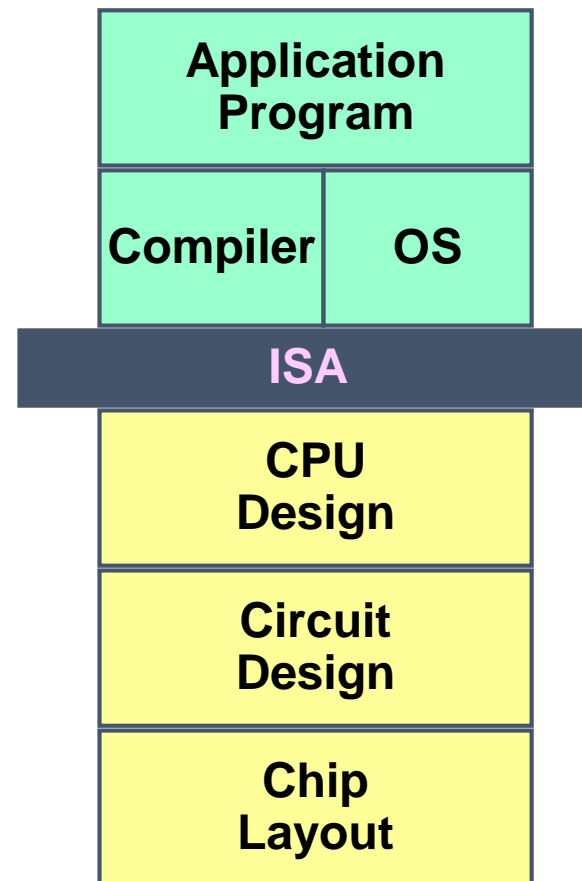 Application
Program
Compiler
OS
ISA
CPU
Design
Circuit
Design
Chip
Layout